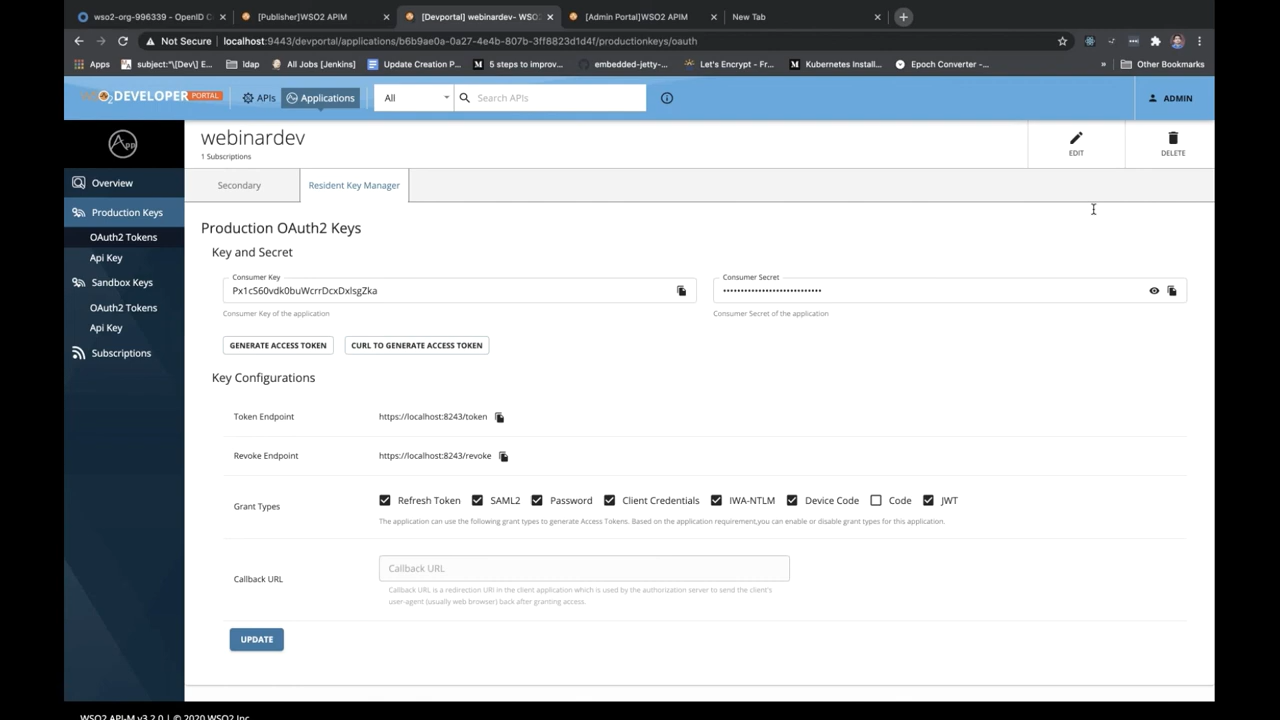 wso2-org-996339 - OpenID C
[Publisher]WSO2 APIM
[Devportal] webinardev- WSO2
[Admin Portal]WSO2 APIM
New Tab
Not Secure | localhost:9443/devportal/applications/b6b9ae0a-0a27-4e4b-807b-3ff8823d1d4f/productionkeys/oauth
Apps
subject:"\[Dev\] E...
ldap
All Jobs [Jenkins]
Update Creation P...
5 steps to improv...
embedded-jetty-...
Let's Encrypt - Fr...
Kubernetes Instal...
Epoch Converter -...
»
Other Bookmarks
WSO2 DEVELOPER PORTAL
APIs
Applications
All
Search APIs
ADMIN
App
webinardev
1 Subscriptions
EDIT
DELETE
Overview
Production Keys
OAuth2 Tokens
Api Key
Sandbox Keys
OAuth2 Tokens
Api Key
Subscriptions
Secondary
Resident Key Manager
Production OAuth2 Keys
Key and Secret
Consumer Key
Px1cS60vdk0buWcrrDcxDxlsgZka
Consumer Key of the application
Consumer Secret
••••••••••••••••••••••••••••
Consumer Secret of the application
GENERATE ACCESS TOKEN
CURL TO GENERATE ACCESS TOKEN
Key Configurations
Token Endpoint
https://localhost:8243/token
Revoke Endpoint
https://localhost:8243/revoke
Grant Types
Refresh Token
SAML2
Password
Client Credentials
IWA-NTLM
Device Code
Code
JWT
The application can use the following grant types to generate Access Tokens. Based on the application requirement,you can enable or disable grant types for this application.
Callback URL
Callback URL
Callback URL is a redirection URI in the client application which is used by the authorization server to send the client's
user-agent (usually web browser) back after granting access.
UPDATE
WSO2 API-M v3.2.0 | © 2020 WSO2 Inc